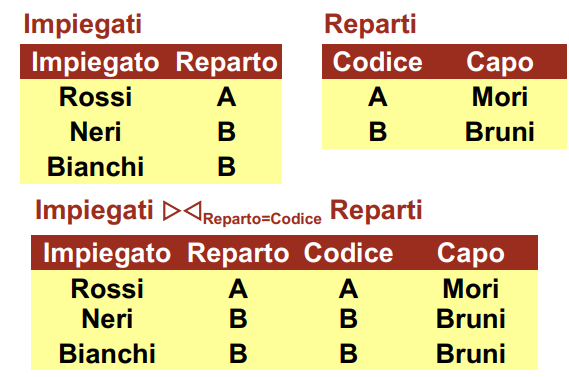 Impiegati
Impiegato Reparto
Rossi A
Neri B
Bianchi B
Reparti
Codice Capo
A Mori
B Bruni
Impiegati ▷◁Reparto=Codice Reparti
Impiegato Reparto Codice Capo
Rossi A A Mori
Neri B B Bruni
Bianchi B B Bruni